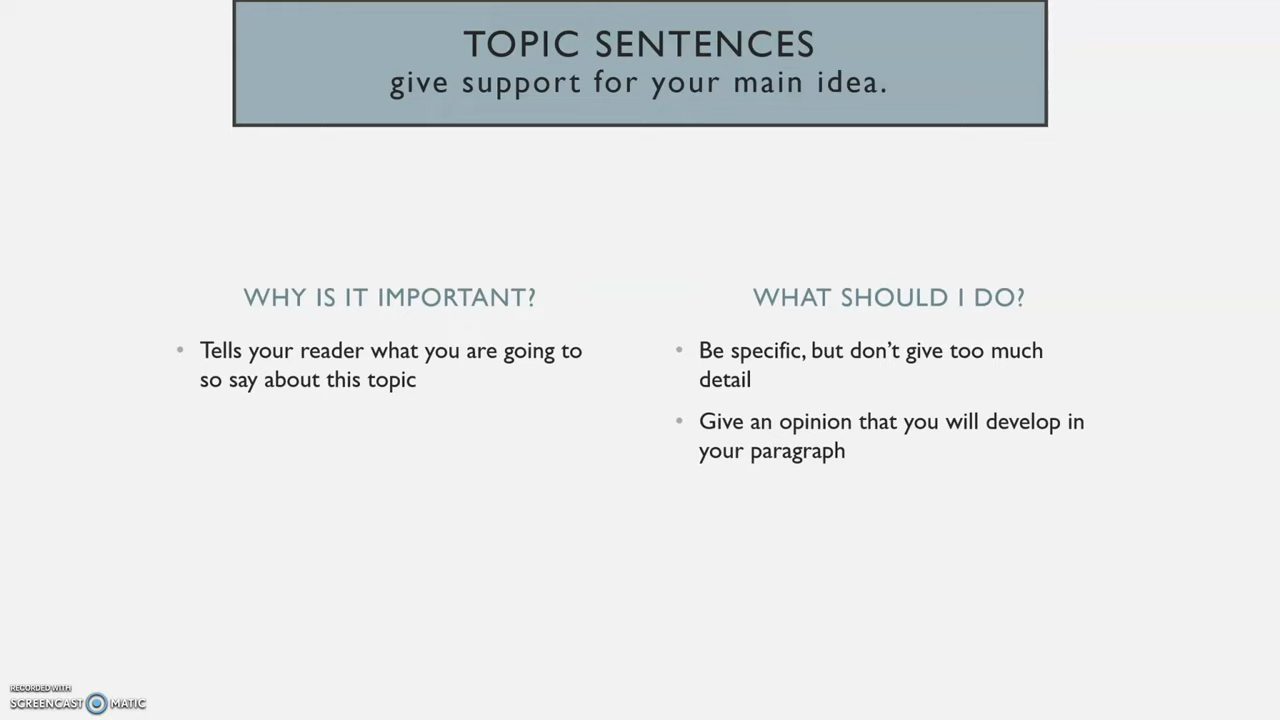 TOPIC SENTENCES
give support for your main idea.
WHY IS IT IMPORTANT?
• Tells your reader what you are going to
so say about this topic
WHAT SHOULD I DO?
• Be specific, but don’t give too much
detail
• Give an opinion that you will develop in
your paragraph
RECORDED WITH
SCREENCAST MATIC